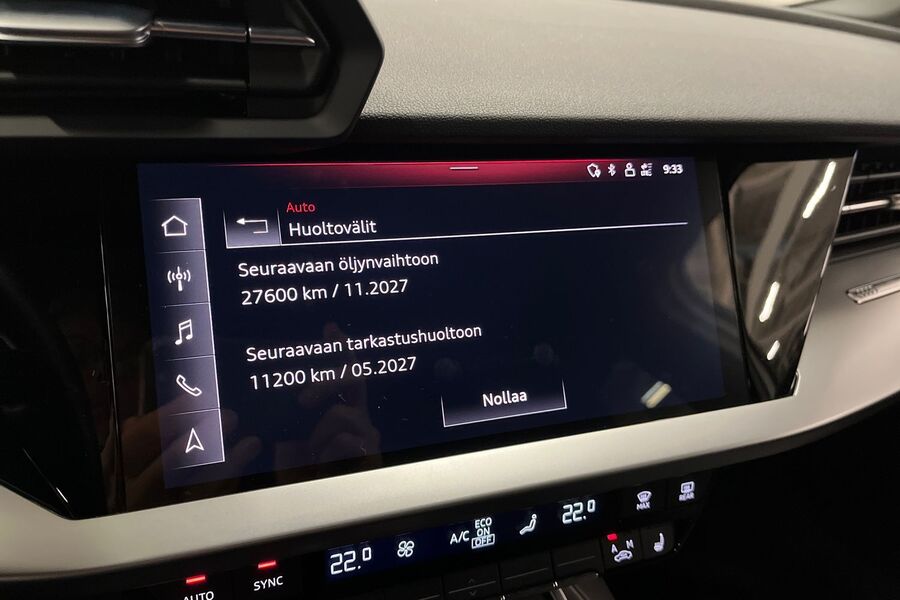 9:33
Auto
Huoltovälit
Seuraavaan öljynvaihtoon
27600 km / 11.2027
Seuraavaan tarkastushuoltoon
11200 km / 05.2027
Nollaa
AUTO
SYNC
22.0
A/C
ECO
ON
OFF
22.0
MAX
REAR
A M